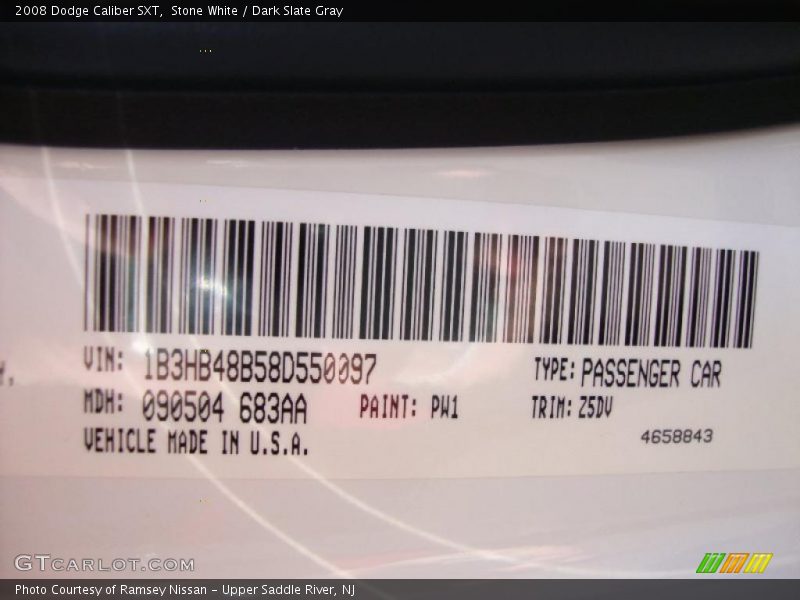 2008 Dodge Caliber SXT,  Stone White / Dark Slate Gray
VIN: 1B3HB48B58D550097 TYPE: PASSENGER CAR
MDH: 090504 683AA PAINT: PW1 TRIM: Z5DV
VEHICLE MADE IN U.S.A. 4658843
GTCARLOT.COM
Photo Courtesy of Ramsey Nissan - Upper Saddle River, NJ